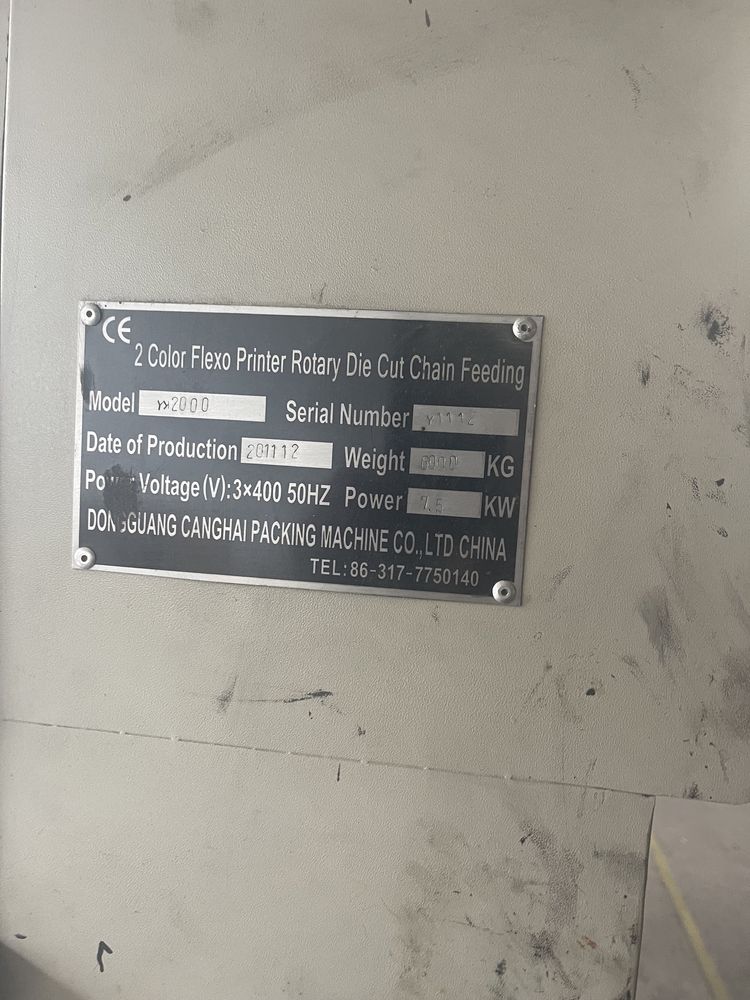 CE
2 Color Flexo Printer Rotary Die Cut Chain Feeding
Model 2000 Serial Number
Date of Production 201112 Weight KG
Voltage (V):3×400 50HZ Power 7.5 KW
CANGHAI PACKING MACHINE CO.,LTD CHINA
TEL:86-317-7750140